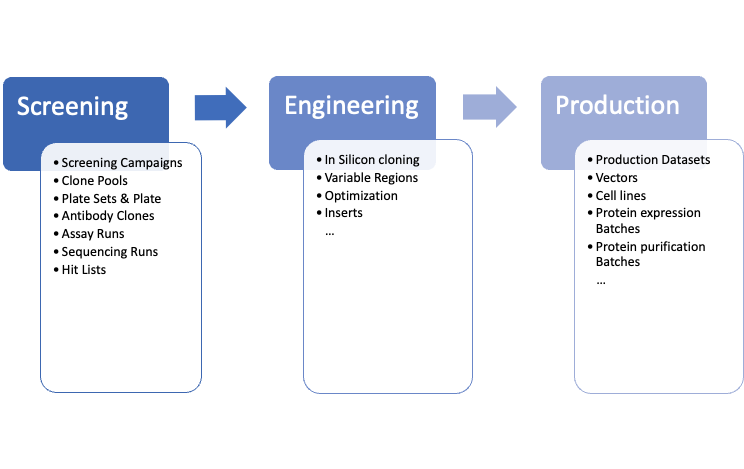 Screening
• Screening Campaigns
• Clone Pools
• Plate Sets & Plate
• Antibody Clones
• Assay Runs
• Sequencing Runs
• Hit Lists
Engineering
• In Silicon cloning
• Variable Regions
• Optimization
• Inserts
...
Production
• Production Datasets
• Vectors
• Cell lines
• Protein expression
Batches
• Protein purification
Batches
...